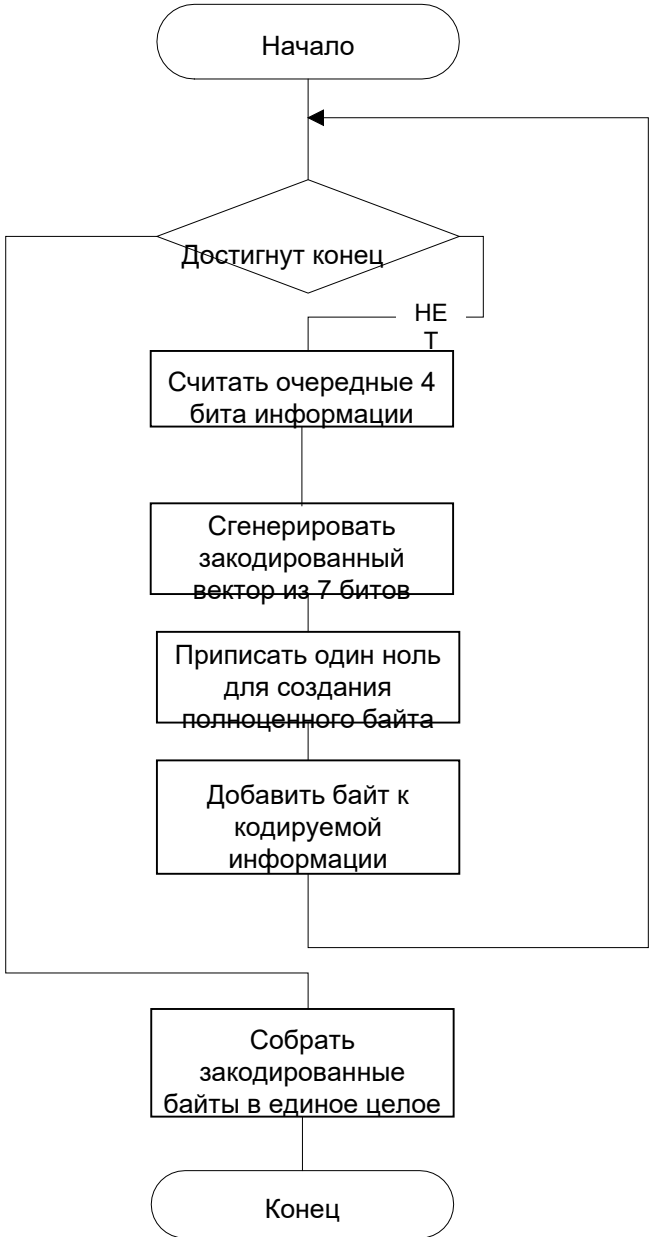 Начало
Достигнут конец
НЕ
Т
Считать очередные 4
бита информации
Сгенерировать
закодированный
вектор из 7 битов
Приписать один ноль
для создания
полноценного байта
Добавить байт к
кодируемой
информации
Собрать
закодированные
байты в единое целое
Конец